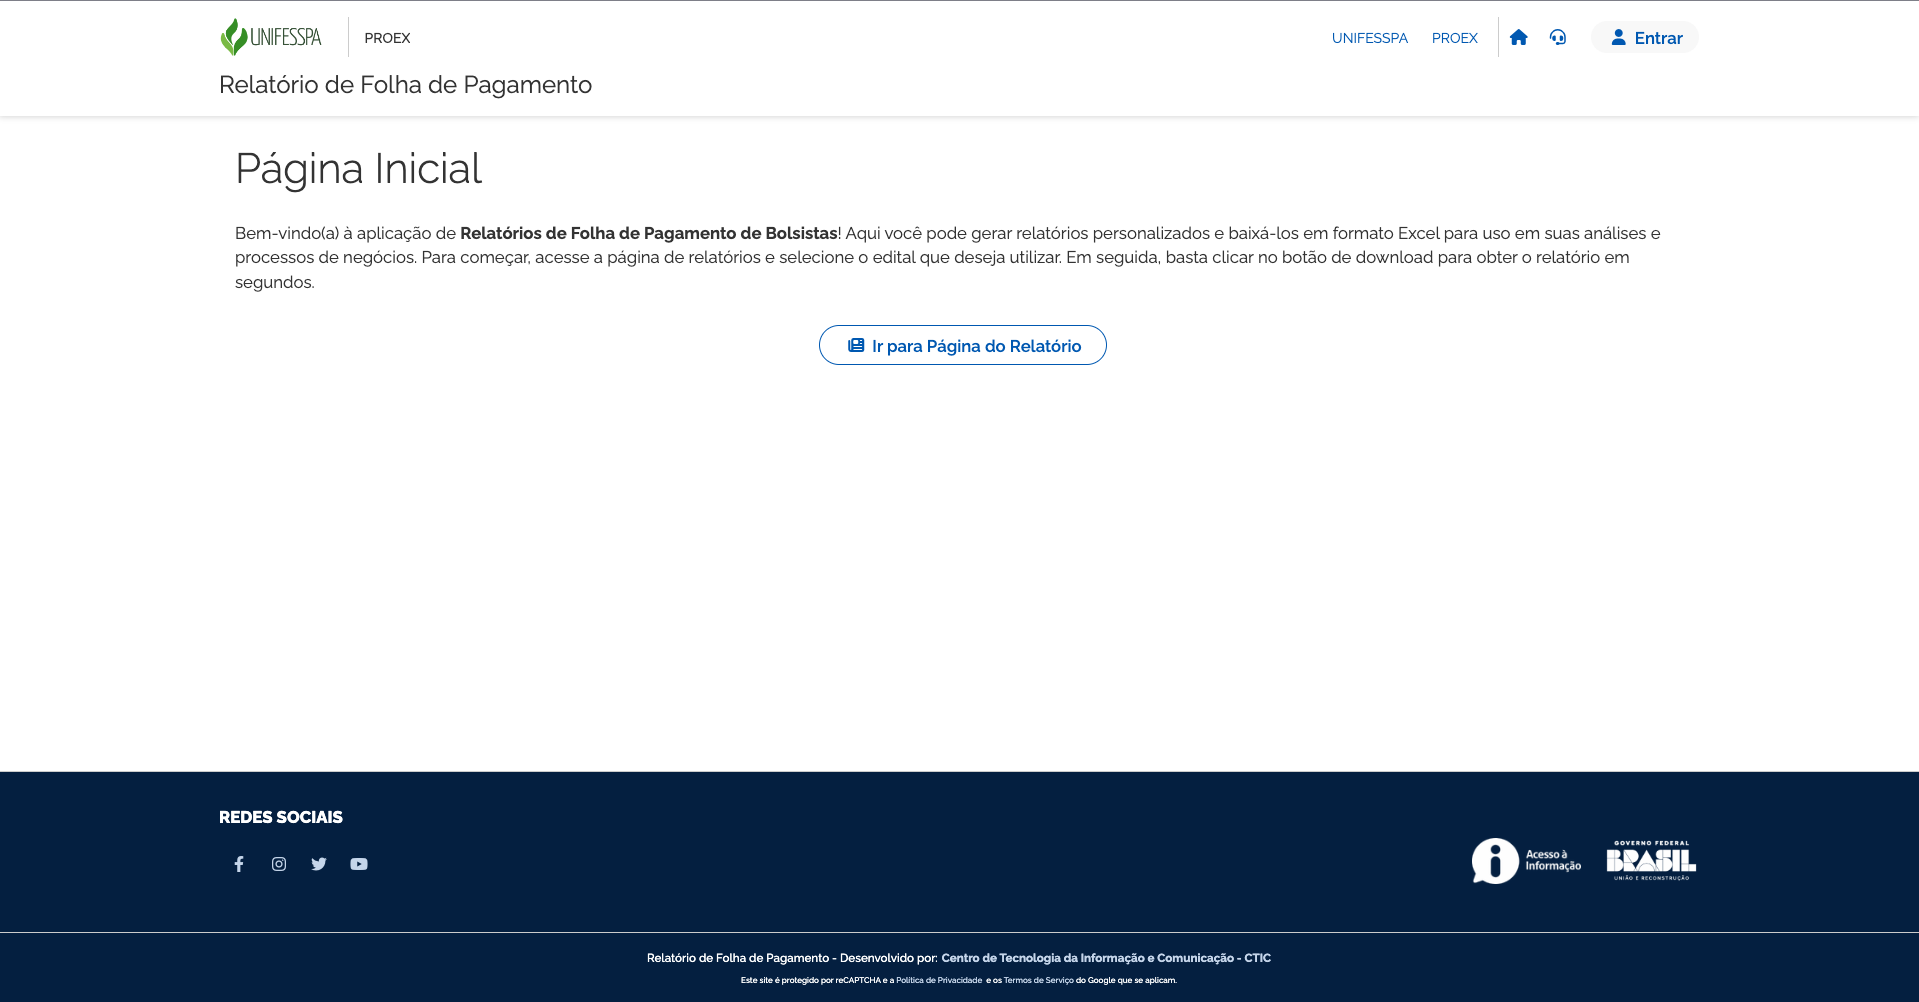 UNIFESSPA
PROEX
UNIFESSPA
PROEX
Entrar
Relatório de Folha de Pagamento
Página Inicial
Bem-vindo(a) à aplicação de Relatórios de Folha de Pagamento de Bolsistas! Aqui você pode gerar relatórios personalizados e baixá-los em formato Excel para uso em suas análises e
processos de negócios. Para começar, acesse a página de relatórios e selecione o edital que deseja utilizar. Em seguida, basta clicar no botão de download para obter o relatório em
segundos.
Ir para Página do Relatório
REDES SOCIAIS
Acesso à
Informação
GOVERNO FEDERAL
BRASIL
UNIÃO E RECONSTRUÇÃO
Relatório de Folha de Pagamento - Desenvolvido por: Centro de Tecnologia da Informação e Comunicação - CTIC
Este site é protegido por reCAPTCHA e a Política de Privacidade e os Termos de Serviço do Google que se aplicam.